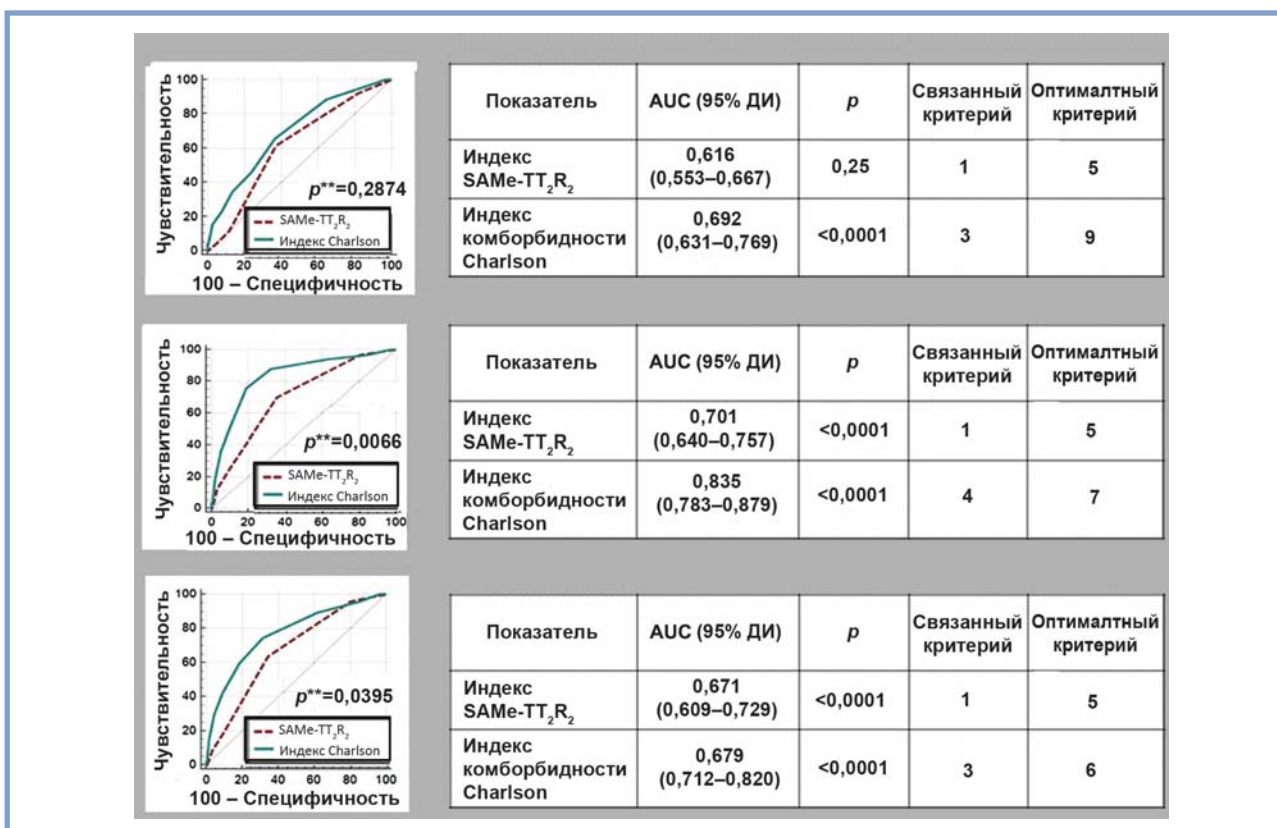 Чувствительность
100
80
60
40
20
0
p**=0,2874
SAMe-TT₂R₂
Индекс Charlson
0 20 40 60 80 100
100 – Специфичность
Показатель AUC (95% ДИ) p Связанный критерий Оптималтный критерий
Индекс
SAMe-TT₂R₂
0,616
(0,553–0,667)
0,25 1 5
Индекс
комборбидности
Charlson
0,692
(0,631–0,769)
<0,0001 3 9
Чувствительность
100
80
60
40
20
0
p**=0,0066
SAMe-TT₂R₂
Индекс Charlson
0 20 40 60 80 100
100 – Специфичность
Показатель AUC (95% ДИ) p Связанный критерий Оптималтный критерий
Индекс
SAMe-TT₂R₂
0,701
(0,640–0,757)
<0,0001 1 5
Индекс
комборбидности
Charlson
0,835
(0,783–0,879)
<0,0001 4 7
Чувствительность
100
80
60
40
20
0
p**=0,0395
SAMe-TT₂R₂
Индекс Charlson
0 20 40 60 80 100
100 – Специфичность
Показатель AUC (95% ДИ) p Связанный критерий Оптималтный критерий
Индекс
SAMe-TT₂R₂
0,671
(0,609–0,729)
<0,0001 1 5
Индекс
комборбидности
Charlson
0,679
(0,712–0,820)
<0,0001 3 6